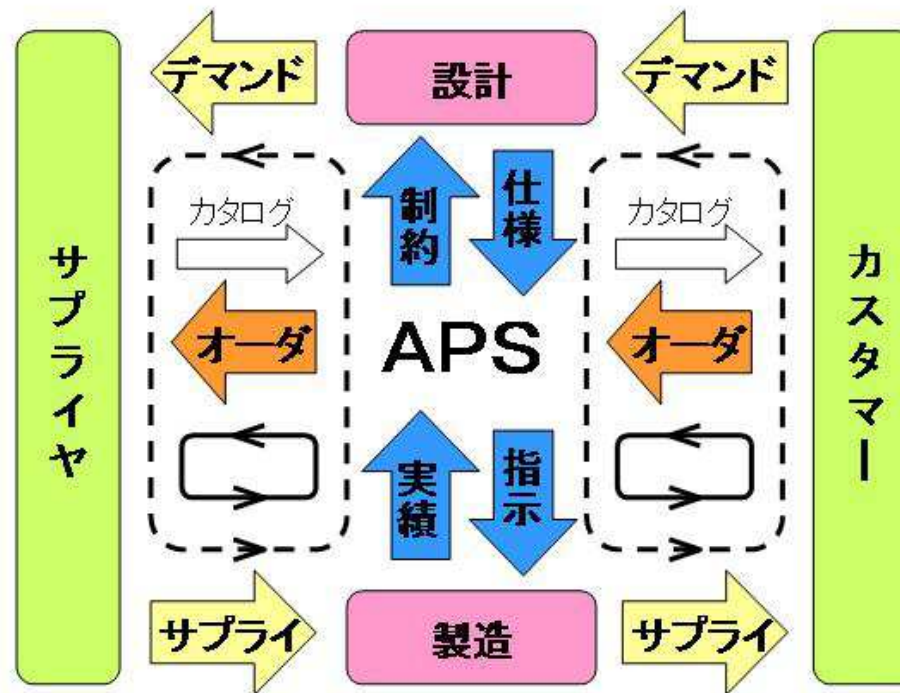 デマンド
設計
デマンド
サプライヤ
カタログ
制約
仕様
カタログ
カスタマー
オーダ
APS
オーダ
実績
指示
サプライ
製造
サプライ